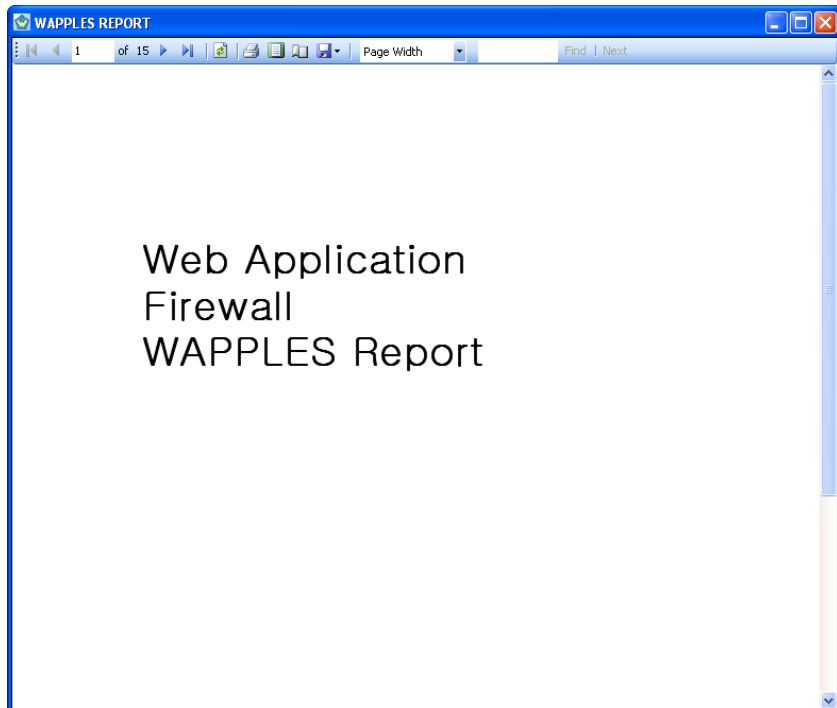 WAPPLES REPORT
1 of 15 Page Width Find | Next
Web Application
Firewall
WAPPLES Report